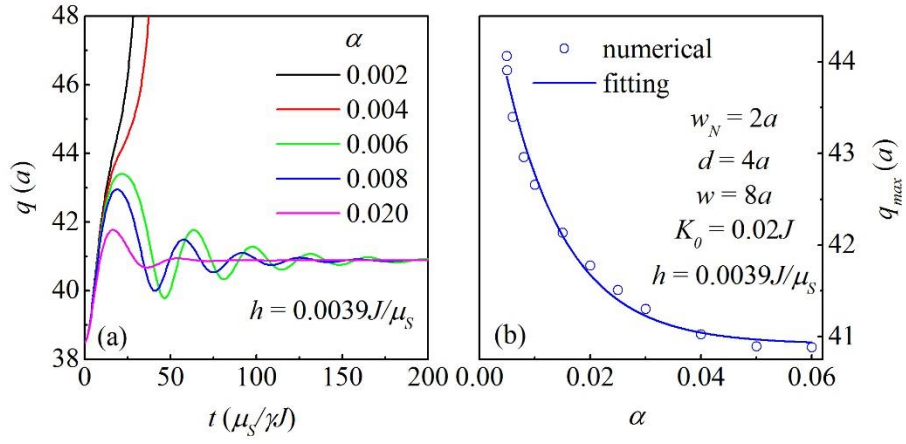 48
46
44
42
40
38
q (a)
α
0.002
0.004
0.006
0.008
0.020
h = 0.0039J/μS
(a)
0
50
100
150
200
t (μS/γJ)
numerical
fitting
wN = 2a
d = 4a
w = 8a
K0 = 0.02J
h = 0.0039J/μS
(b)
44
43
42
41
qmax (a)
0.00
0.02
0.04
0.06
α